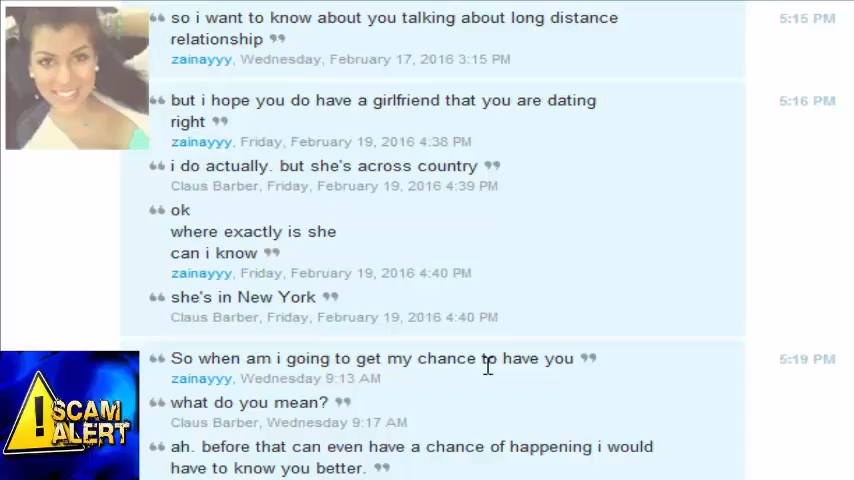 ❝ so i want to know about you talking about long distance
relationship ❞
zainayyy, Wednesday, February 17, 2016 3:15 PM
5:15 PM
❝ but i hope you do have a girlfriend that you are dating
right ❞
zainayyy, Friday, February 19, 2016 4:38 PM
5:16 PM
❝ i do actually. but she's across country ❞
Claus Barber, Friday, February 19, 2016 4:39 PM
❝ ok
where exactly is she
can i know ❞
zainayyy, Friday, February 19, 2016 4:40 PM
❝ she's in New York ❞
Claus Barber, Friday, February 19, 2016 4:40 PM
❝ So when am i going to get my chance to have you ❞
zainayyy, Wednesday 9:13 AM
5:19 PM
❝ what do you mean? ❞
Claus Barber, Wednesday 9:17 AM
❝ ah. before that can even have a chance of happening i would
have to know you better. ❞
SCAM
ALERT